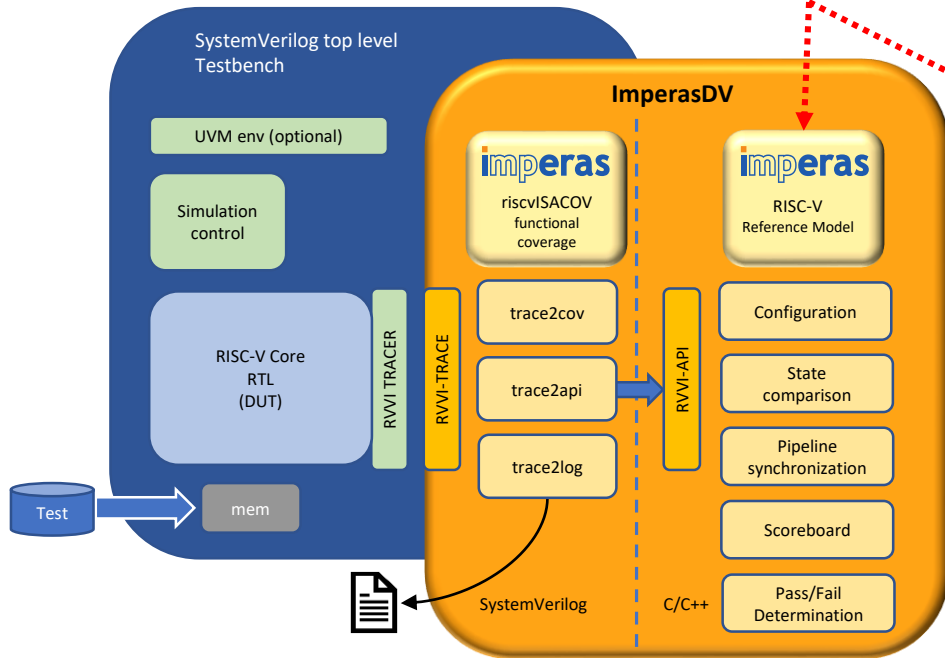 SystemVerilog top level
Testbench
UVM env (optional)
Simulation
control
RISC-V Core
RTL
(DUT)
RVVI TRACER
mem
Test
ImperasDV
imperas
riscvISACOV
functional
coverage
imperas
RISC-V
Reference Model
RVVI-TRACE
trace2cov
trace2api
trace2log
RVVI-API
Configuration
State
comparison
Pipeline
synchronization
Scoreboard
Pass/Fail
Determination
SystemVerilog
C/C++